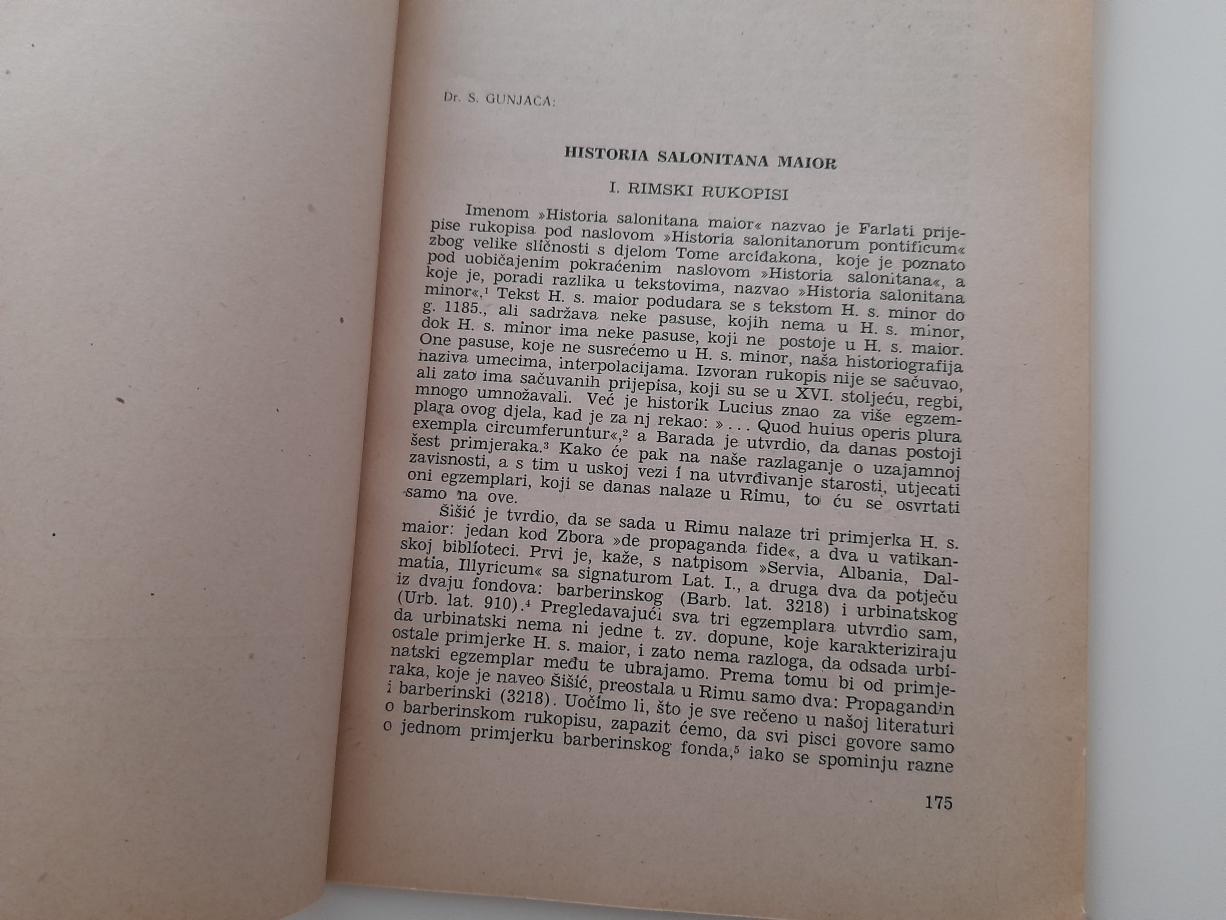 Dr. S. GUNJAČA:
HISTORIA SALONITANA MAIOR
I. RIMSKI RUKOPISI
Imenom »Historia salonitana maior« nazvao je Farlati prije-
pise rukopisa pod naslovom »Historia salonitanorum pontificum«
zbog velike sličnosti s djelom Tome arcidakona, koje je poznato
pod uobičajenim pokraćenim naslovom »Historia salonitana«, a
koje je, poradi razlika u tekstovima, nazvao »Historia salonitana
minor«.¹ Tekst H. s. maior podudara se s tekstom H. s. minor do
g. 1185., ali sadržava neke pasuse, kojih nema u H. s. minor,
dok H. s. minor ima neke pasuse, koji ne postoje u H. s. maior.
One pasuse, koje ne susrećemo u H. s. minor, naša historiografija
naziva umecima, interpolacijama. Izvoran rukopis nije se sačuvao,
ali zato ima sačuvanih prijepisa, koji su se u XVI. stoljeću, regbi,
mnogo umnožavali. Već je historik Lucius znao za više egzem-
plara ovog djela, kad je za nj rekao: »... Quod huius operis plura
exempla circumferuntur«,² a Barada je utvrdio, da danas postoji
šest primjeraka.³ Kako će pak na naše razlaganje o uzajamnoj
zavisnosti, a s tim u uskoj vezi i na utvrđivanje starosti, utjecati
oni egzemplari, koji se danas nalaze u Rimu, to ću se osvrtati
samo na ove.
Šišić je tvrdio, da se sada u Rimu nalaze tri primjerka H. s.
maior: jedan kod Zbora »de propaganda fide«, a dva u vatikan-
skoj biblioteci. Prvi je, kaže, s natpisom »Servia, Albania, Dal-
matia, Illyricum« sa signaturom Lat. I., a druga dva da potječu
iz dvaju fondova: barberinskog (Barb. lat. 3218) i urbinatskog
(Urb. lat. 910).⁴ Pregledavajući sva tri egzemplara utvrdio sam,
da urbinatski nema ni jedne t. zv. dopune, koje karakteriziraju
ostale primjerke H. s. maior, i zato nema razloga, da odsada urbi-
natski egzemplar među te ubrajamo. Prema tomu bi od primje-
raka, koje je naveo Šišić, preostala u Rimu samo dva: Propagandin
i barberinski (3218). Uočimo li, što je sve rečeno u našoj literaturi
o barberinskom rukopisu, zapazit ćemo, da svi pisci govore samo
o jednom primjerku barberinskog fonda,⁵ iako se spominju razne
175